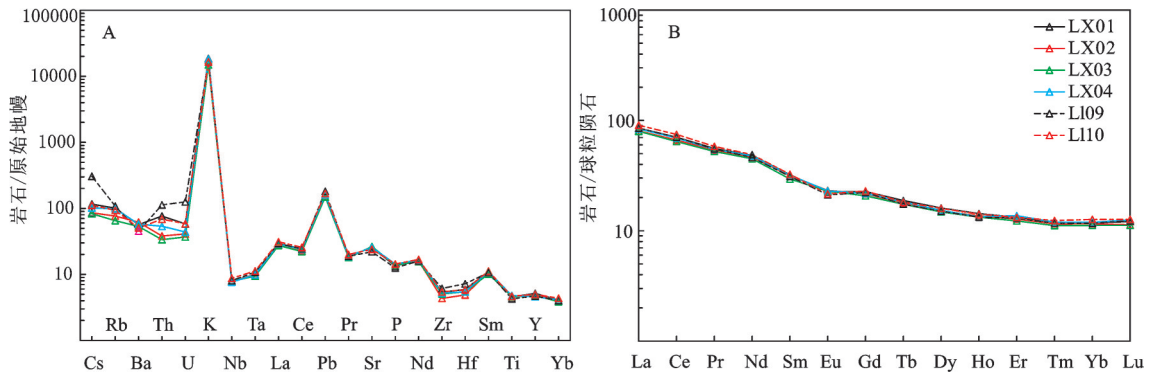 A
100000
10000
1000
100
10
岩石/原始地幔
Rb Th K Ta Ce Pr P Zr Sm Y
Cs Ba U Nb La Pb Sr Nd Hf Ti Yb
B
1000
100
10
岩石/球粒陨石
LX01
LX02
LX03
LX04
Ll09
Ll10
La Ce Pr Nd Sm Eu Gd Tb Dy Ho Er Tm Yb Lu